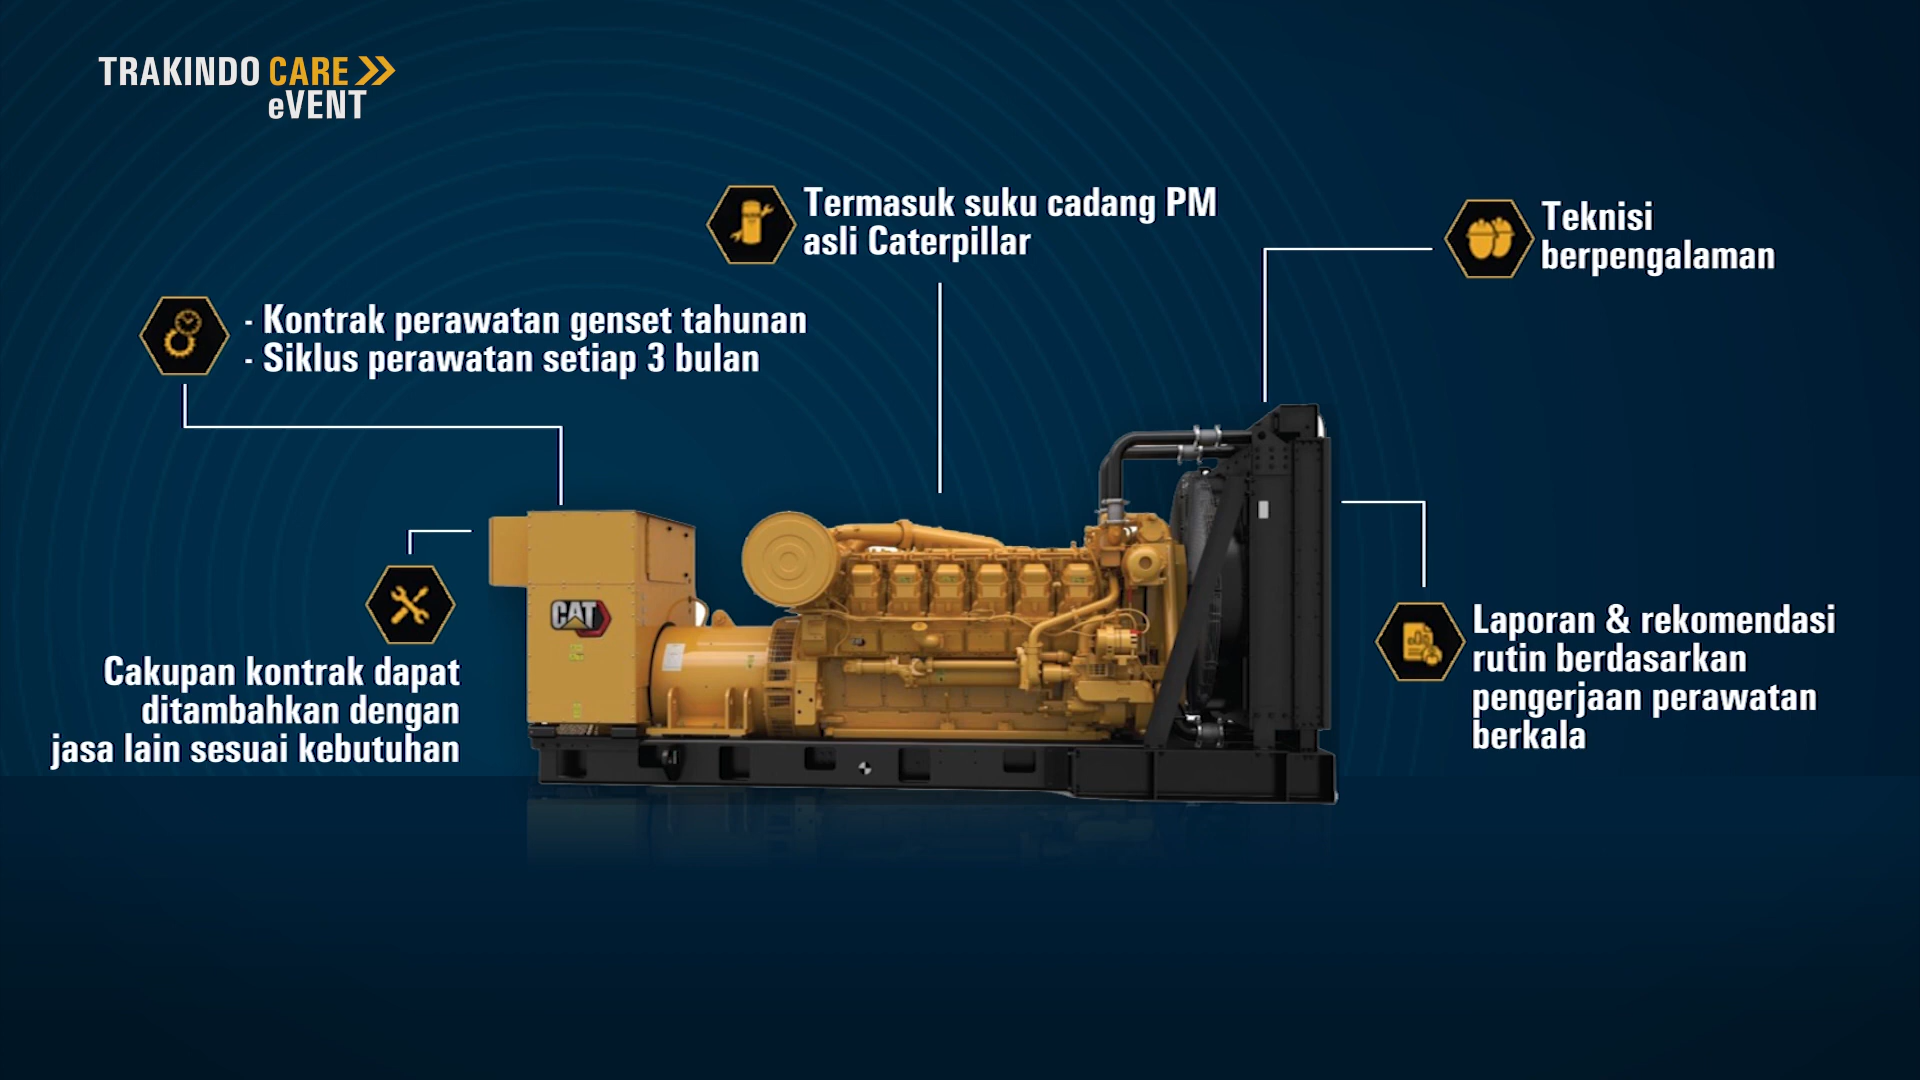 TRAKINDO CARE
eVENT
Termasuk suku cadang PM
asli Caterpillar
Teknisi
berpengalaman
- Kontrak perawatan genset tahunan
- Siklus perawatan setiap 3 bulan
CAT
Cakupan kontrak dapat
ditambahkan dengan
jasa lain sesuai kebutuhan
Laporan & rekomendasi
rutin berdasarkan
pengerjaan perawatan
berkala